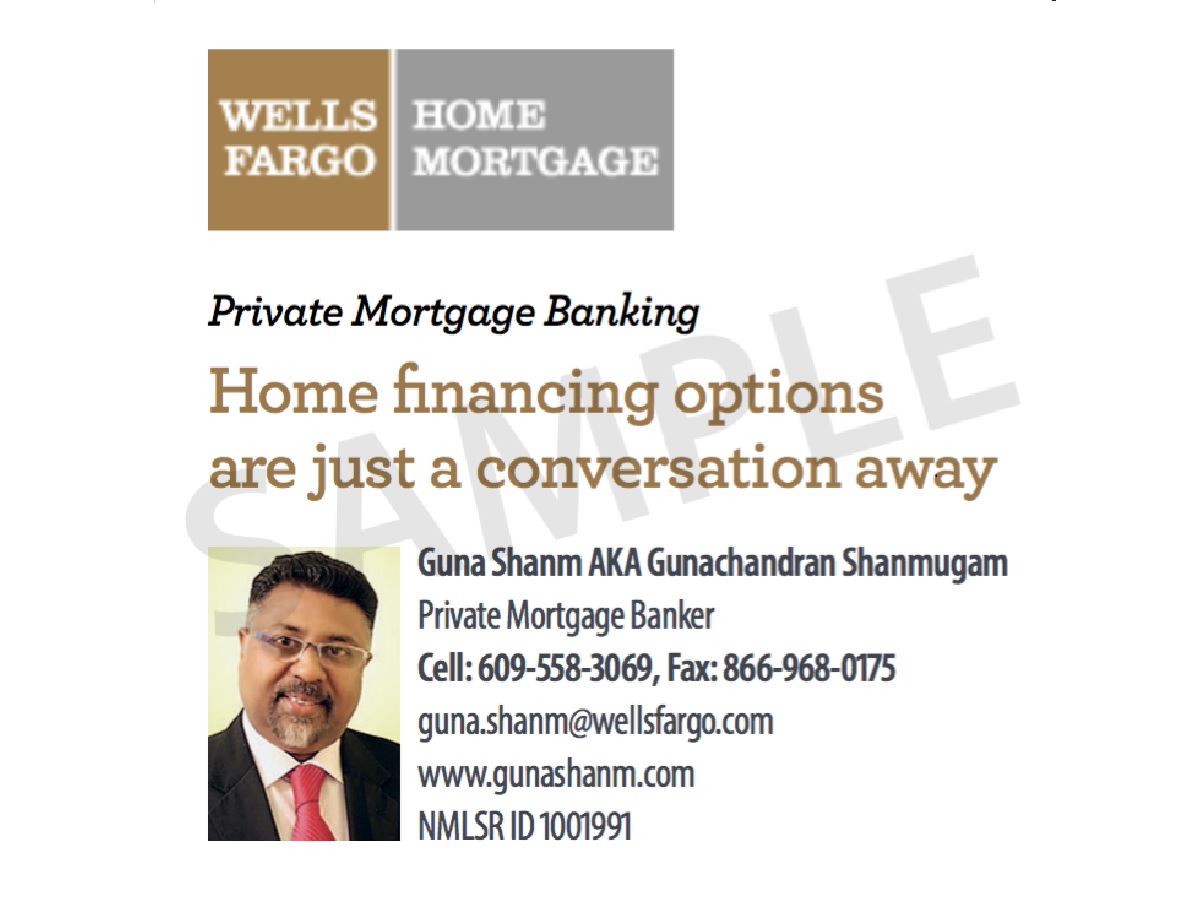 WELLS
FARGO
HOME
MORTGAGE
Private Mortgage Banking
Home financing options
are just a conversation away
SAMPLE
Guna Shanm AKA Gunachandran Shanmugam
Private Mortgage Banker
Cell: 609-558-3069, Fax: 866-968-0175
guna.shanm@wellsfargo.com
www.gunashanm.com
NMLSR ID 1001991